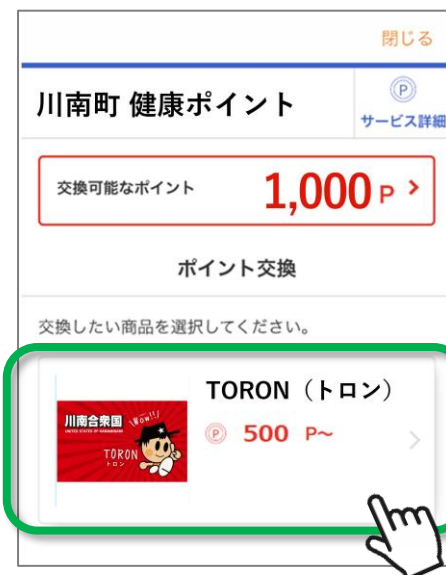 閉じる
川南町 健康ポイント
Ⓟ
サービス詳細
交換可能なポイント 1,000 P >
ポイント交換
交換したい商品を選択してください。
TORON（トロン）
Ⓟ 500 P~ >
川南合衆国
Wow!!
TORON
トロン